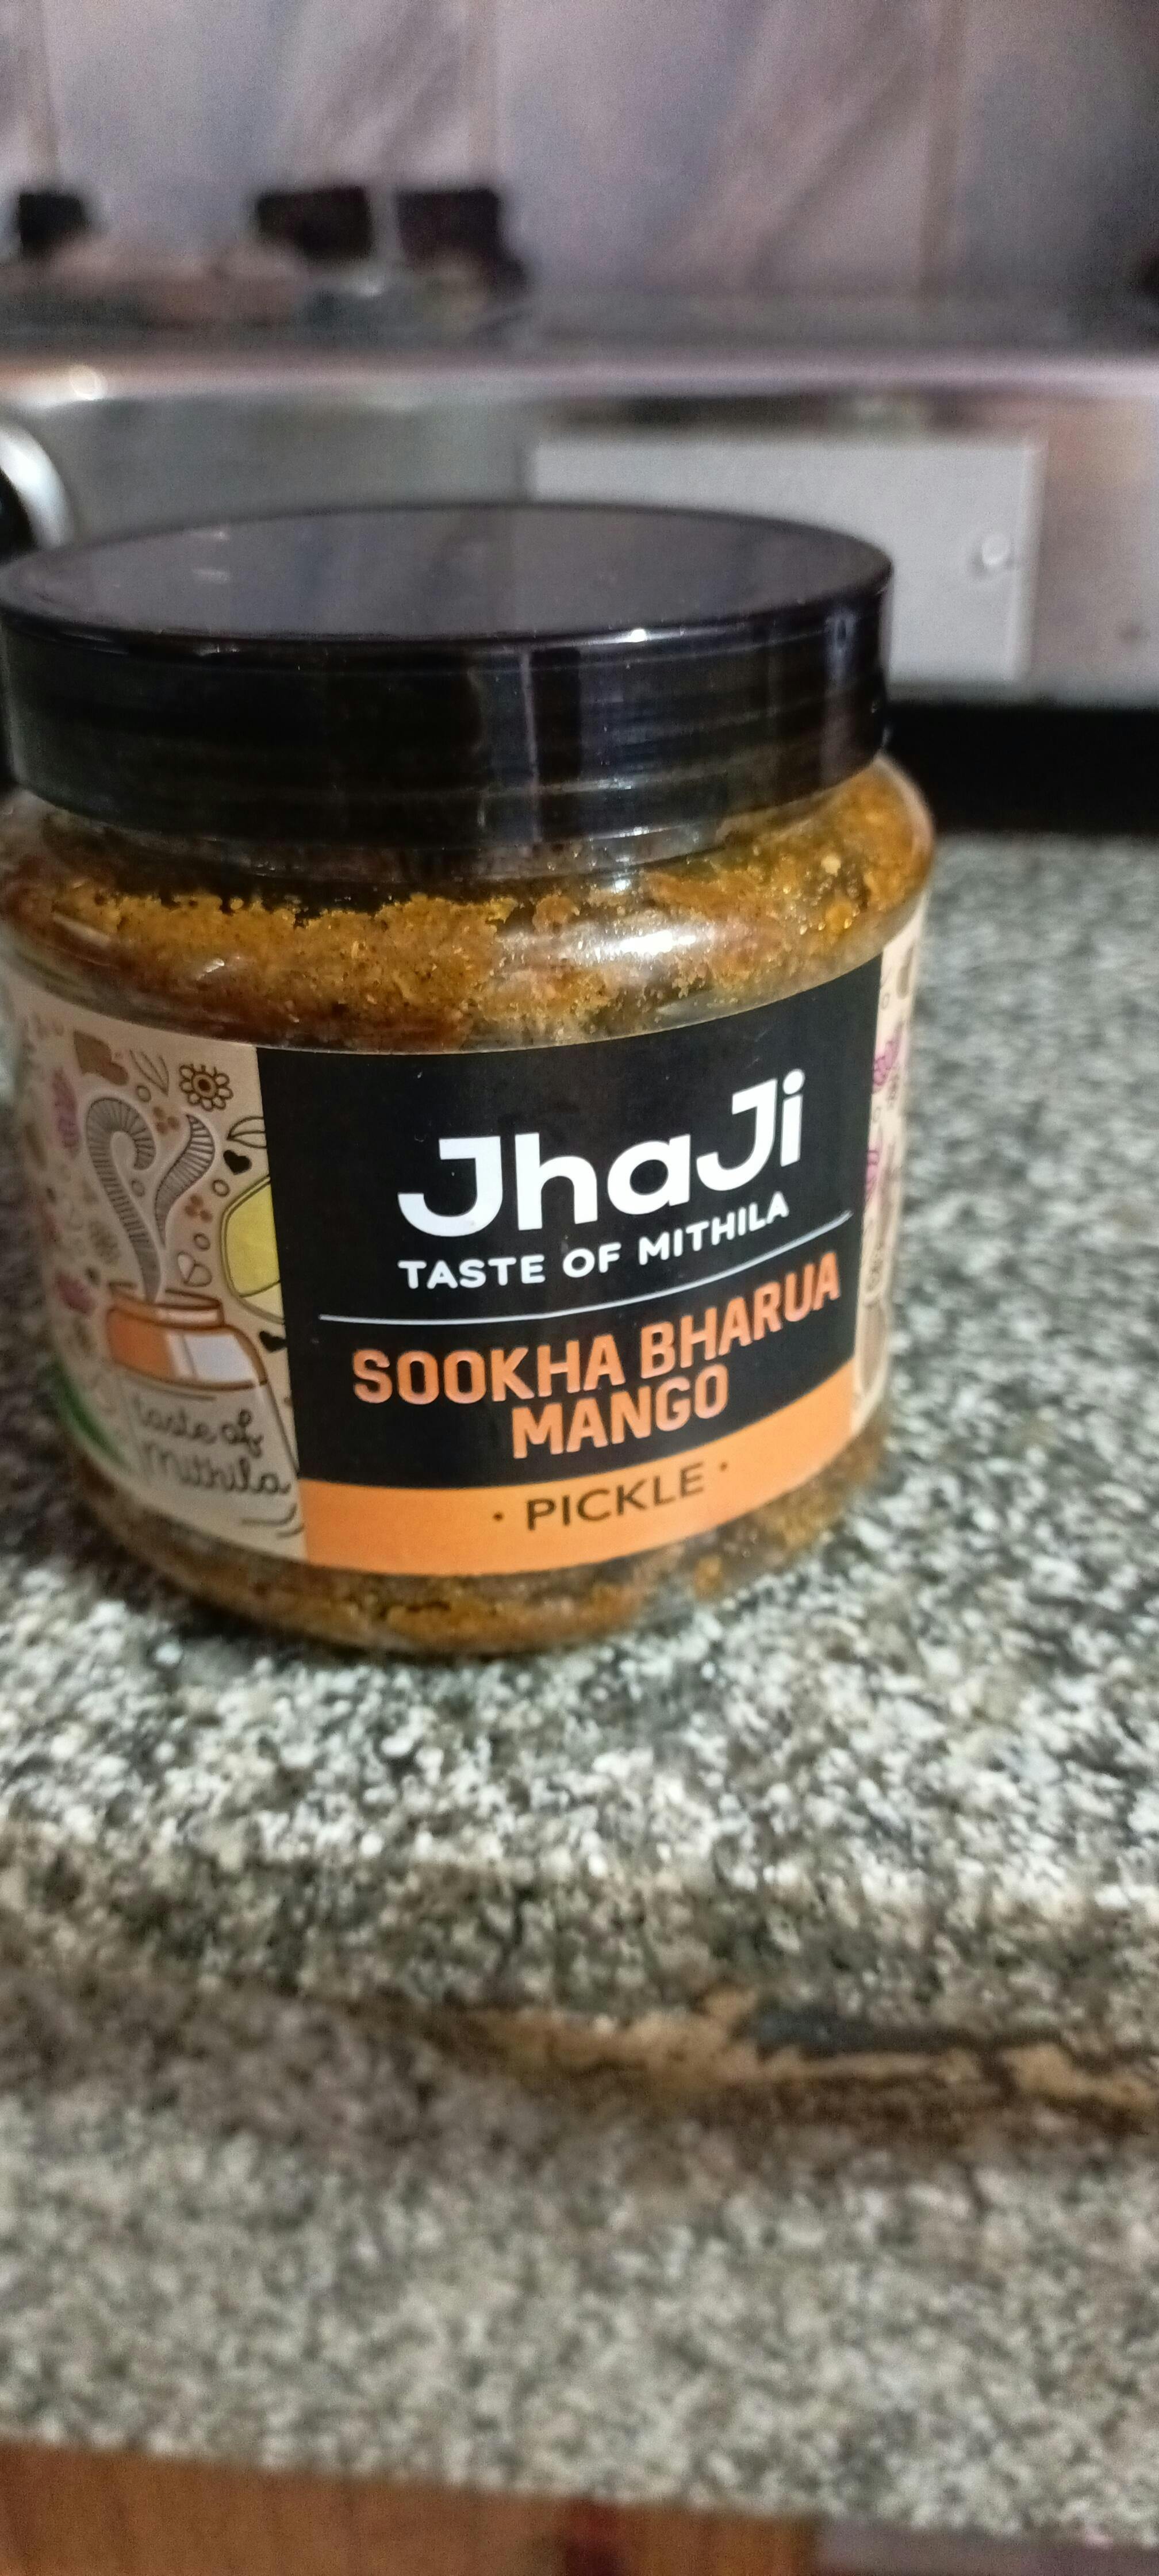 JhaJi
TASTE OF MITHILA
SOOKHA BHARUA
MANGO
· PICKLE ·
taste of
Mithila